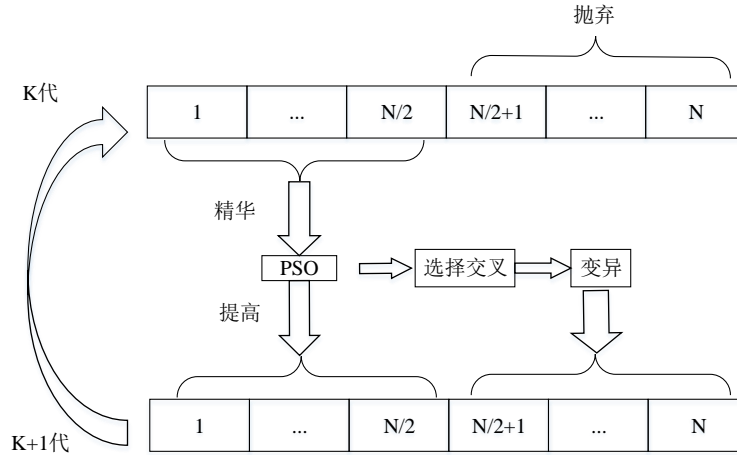 抛弃
K代
1 ... N/2 N/2+1 ... N
精华
PSO 选择交叉 变异
提高
1 ... N/2 N/2+1 ... N
K+1代